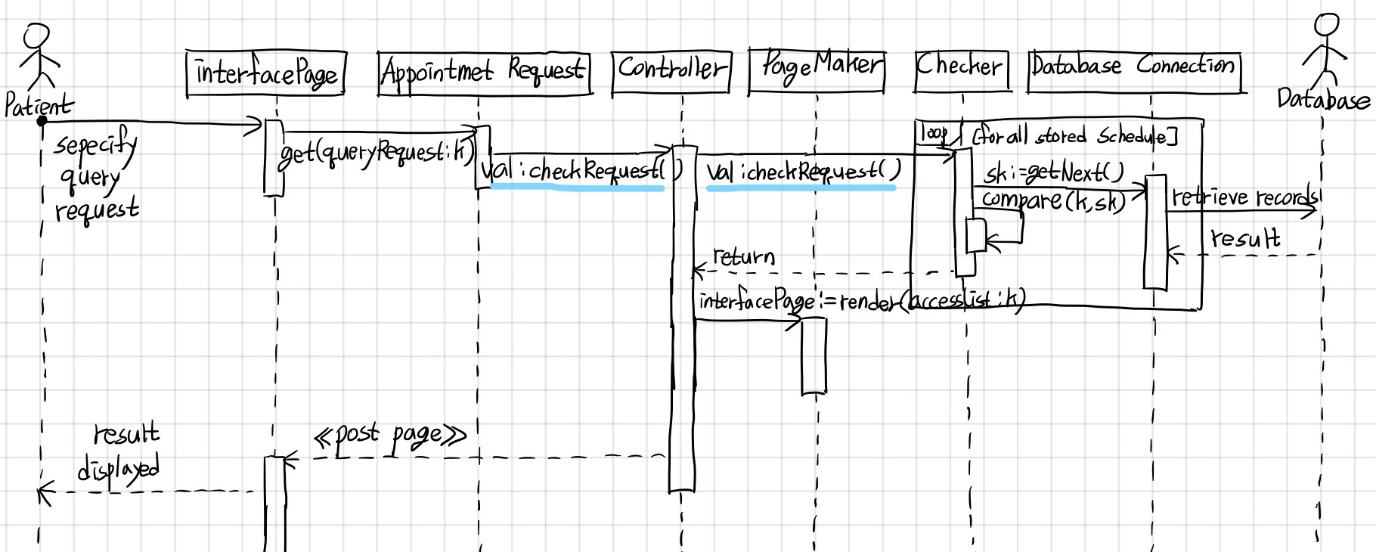 interfacePage
Appointmet Request
Controller
PageMaker
Checker
Database Connection
Patient
Database
sepecify
query
request
get(queryRequest:k)
val:checkRequest()
val:checkRequest()
loop
[for all stored Schedule]
sk:=getNext()
compare(k,sk)
retrieve records
result
return
interfacePage:=render(accesslist:k)
≪post page≫
result
displayed